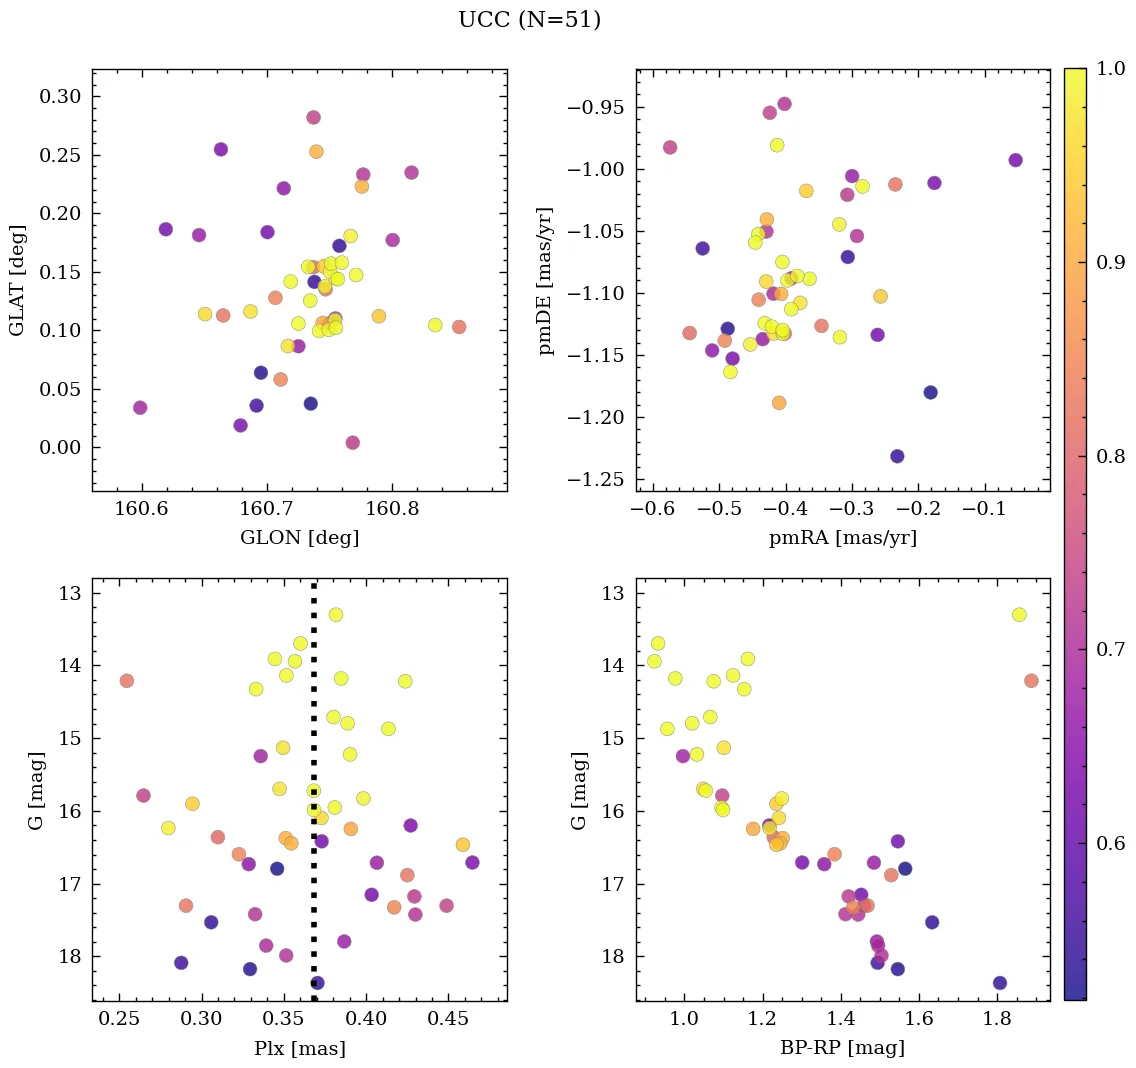 UCC (N=51)
0.30
0.25
0.20
0.15
0.10
0.05
0.00
GLAT [deg]
160.6 160.7 160.8
GLON [deg]
−0.95
−1.00
−1.05
−1.10
−1.15
−1.20
−1.25
pmDE [mas/yr]
−0.6 −0.5 −0.4 −0.3 −0.2 −0.1
pmRA [mas/yr]
13
14
15
16
17
18
G [mag]
0.25 0.30 0.35 0.40 0.45
Plx [mas]
13
14
15
16
17
18
G [mag]
1.0 1.2 1.4 1.6 1.8
BP-RP [mag]
1.0
0.9
0.8
0.7
0.6